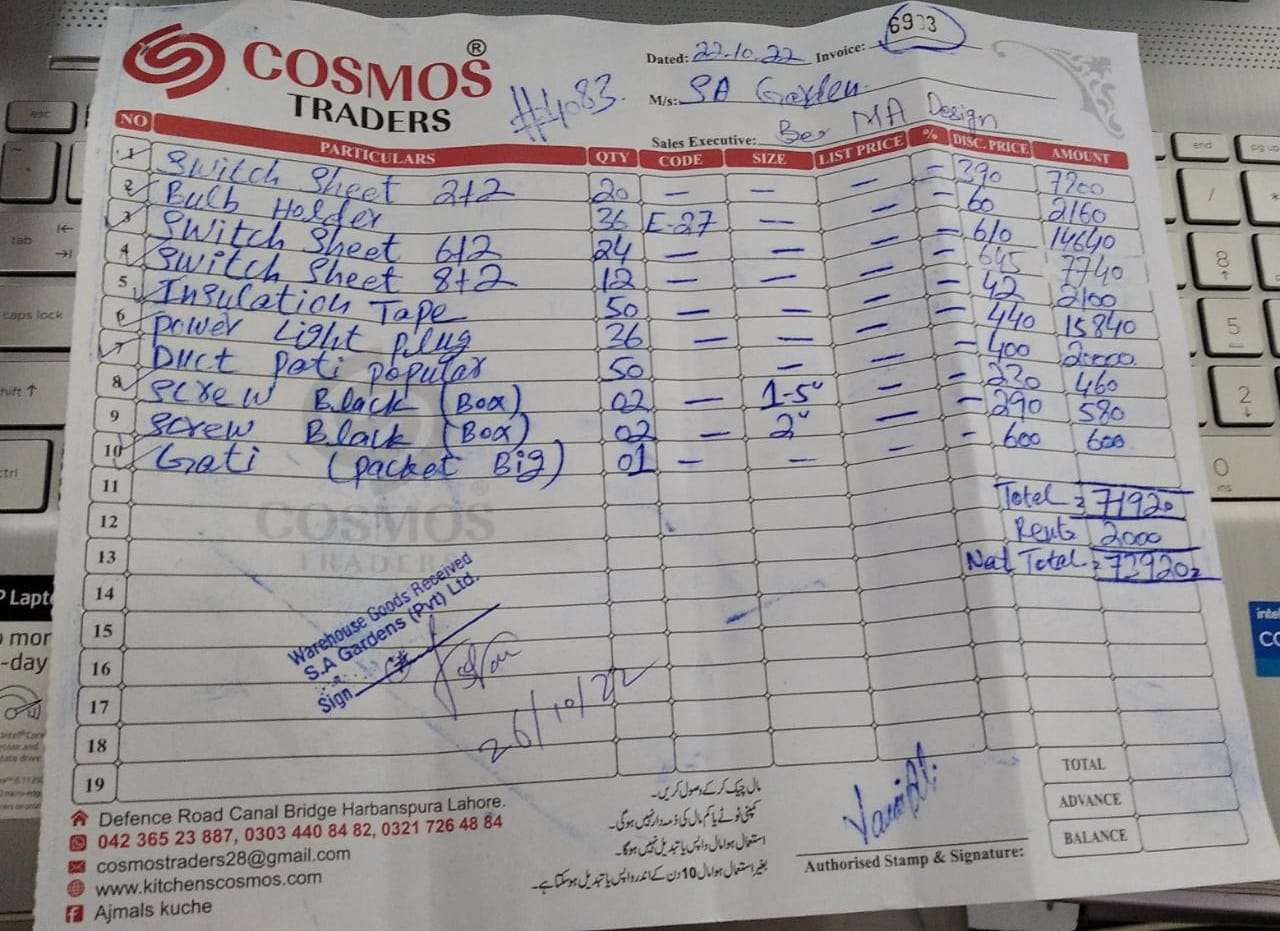 COSMOS ®
TRADERS
#4083.
Dated: 22.10.22 Invoice: 6903
M/s: SA Garden.
Sales Executive: MA Design
NO PARTICULARS QTY CODE SIZE LIST PRICE % DISC. PRICE AMOUNT
1 Switch Sheet 2+2 20 — — — — 390 7800
2 Bulb Holder 36 E-27 — — — 60 2160
3 Switch Sheet 6+2 24 — — — — 610 14640
4 Switch Sheet 8+2 12 — — — — 645 7740
5 Insulation Tape 50 — — — — 42 2100
6 Power Light Plug 36 — — — — 440 15840
7 Duct Pati Popular 50 — — — 400 20000
8 Screw Black (Box) 02 — 1-5" — — 230 460
9 Screw Black (Box) 02 — 2" — — 290 580
10 Gati (Packet Big) 01 — — — — 600 600
11 Total = 71920
12 Rent = 2000
13 Nat Total = 73920
14
15
16
17
18
19
COSMOS ®
TRADERS
Warehouse Goods Received
S.A Gardens (Pvt) Ltd.
Sign
26/10/22
TOTAL
ADVANCE
BALANCE
Defence Road Canal Bridge Harbanspura Lahore.
042 365 23 887, 0303 440 84 82, 0321 726 48 84
cosmostraders28@gmail.com
www.kitchenscosmos.com
Ajmals kuche
مال چیک کر کے وصول کریں۔
کمپنی ٹوٹے یا کم مال کی ذمہ دار نہیں ہوگی۔
استعمال ہوا مال واپس یا تبدیل نہیں ہوگا۔
بغیر استعمال ہوا مال 10 دن کے اندر واپس یا تبدیل ہو سکتا ہے۔
Authorised Stamp & Signature: